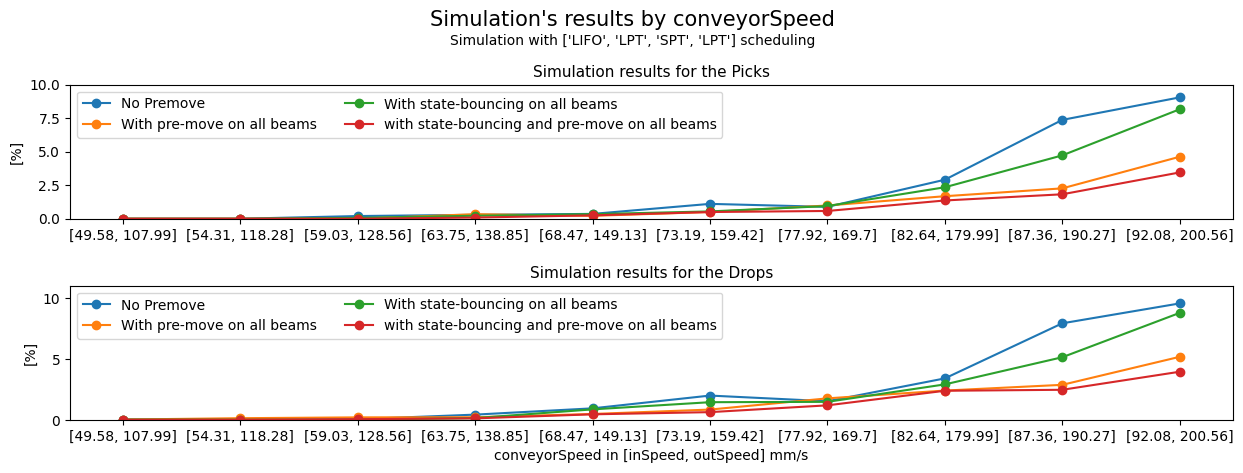 Simulation's results by conveyorSpeed
Simulation with ['LIFO', 'LPT', 'SPT', 'LPT'] scheduling
Simulation results for the Picks
10.0
7.5
5.0
2.5
0.0
[%]
No Premove
With pre-move on all beams
With state-bouncing on all beams
with state-bouncing and pre-move on all beams
[49.58, 107.99] [54.31, 118.28] [59.03, 128.56] [63.75, 138.85] [68.47, 149.13] [73.19, 159.42] [77.92, 169.7] [82.64, 179.99] [87.36, 190.27] [92.08, 200.56]
Simulation results for the Drops
10
5
0
[%]
No Premove
With pre-move on all beams
With state-bouncing on all beams
with state-bouncing and pre-move on all beams
[49.58, 107.99] [54.31, 118.28] [59.03, 128.56] [63.75, 138.85] [68.47, 149.13] [73.19, 159.42] [77.92, 169.7] [82.64, 179.99] [87.36, 190.27] [92.08, 200.56]
conveyorSpeed in [inSpeed, outSpeed] mm/s